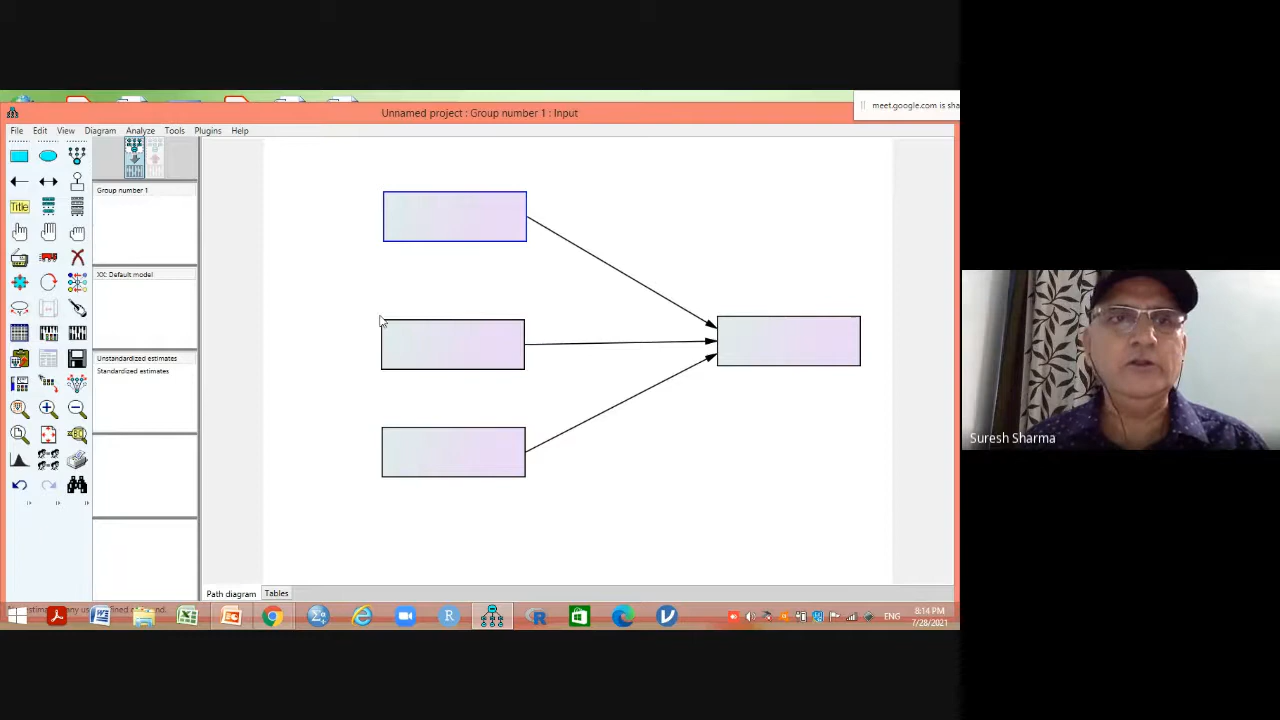 Unnamed project : Group number 1 : Input
meet.google.com is sha
File Edit View Diagram Analyze Tools Plugins Help
Title
Group number 1
XX: Default model
Unstandardized estimates
Standardized estimates
Path diagram Tables
Suresh Sharma
ENG
8:14 PM
7/28/2021